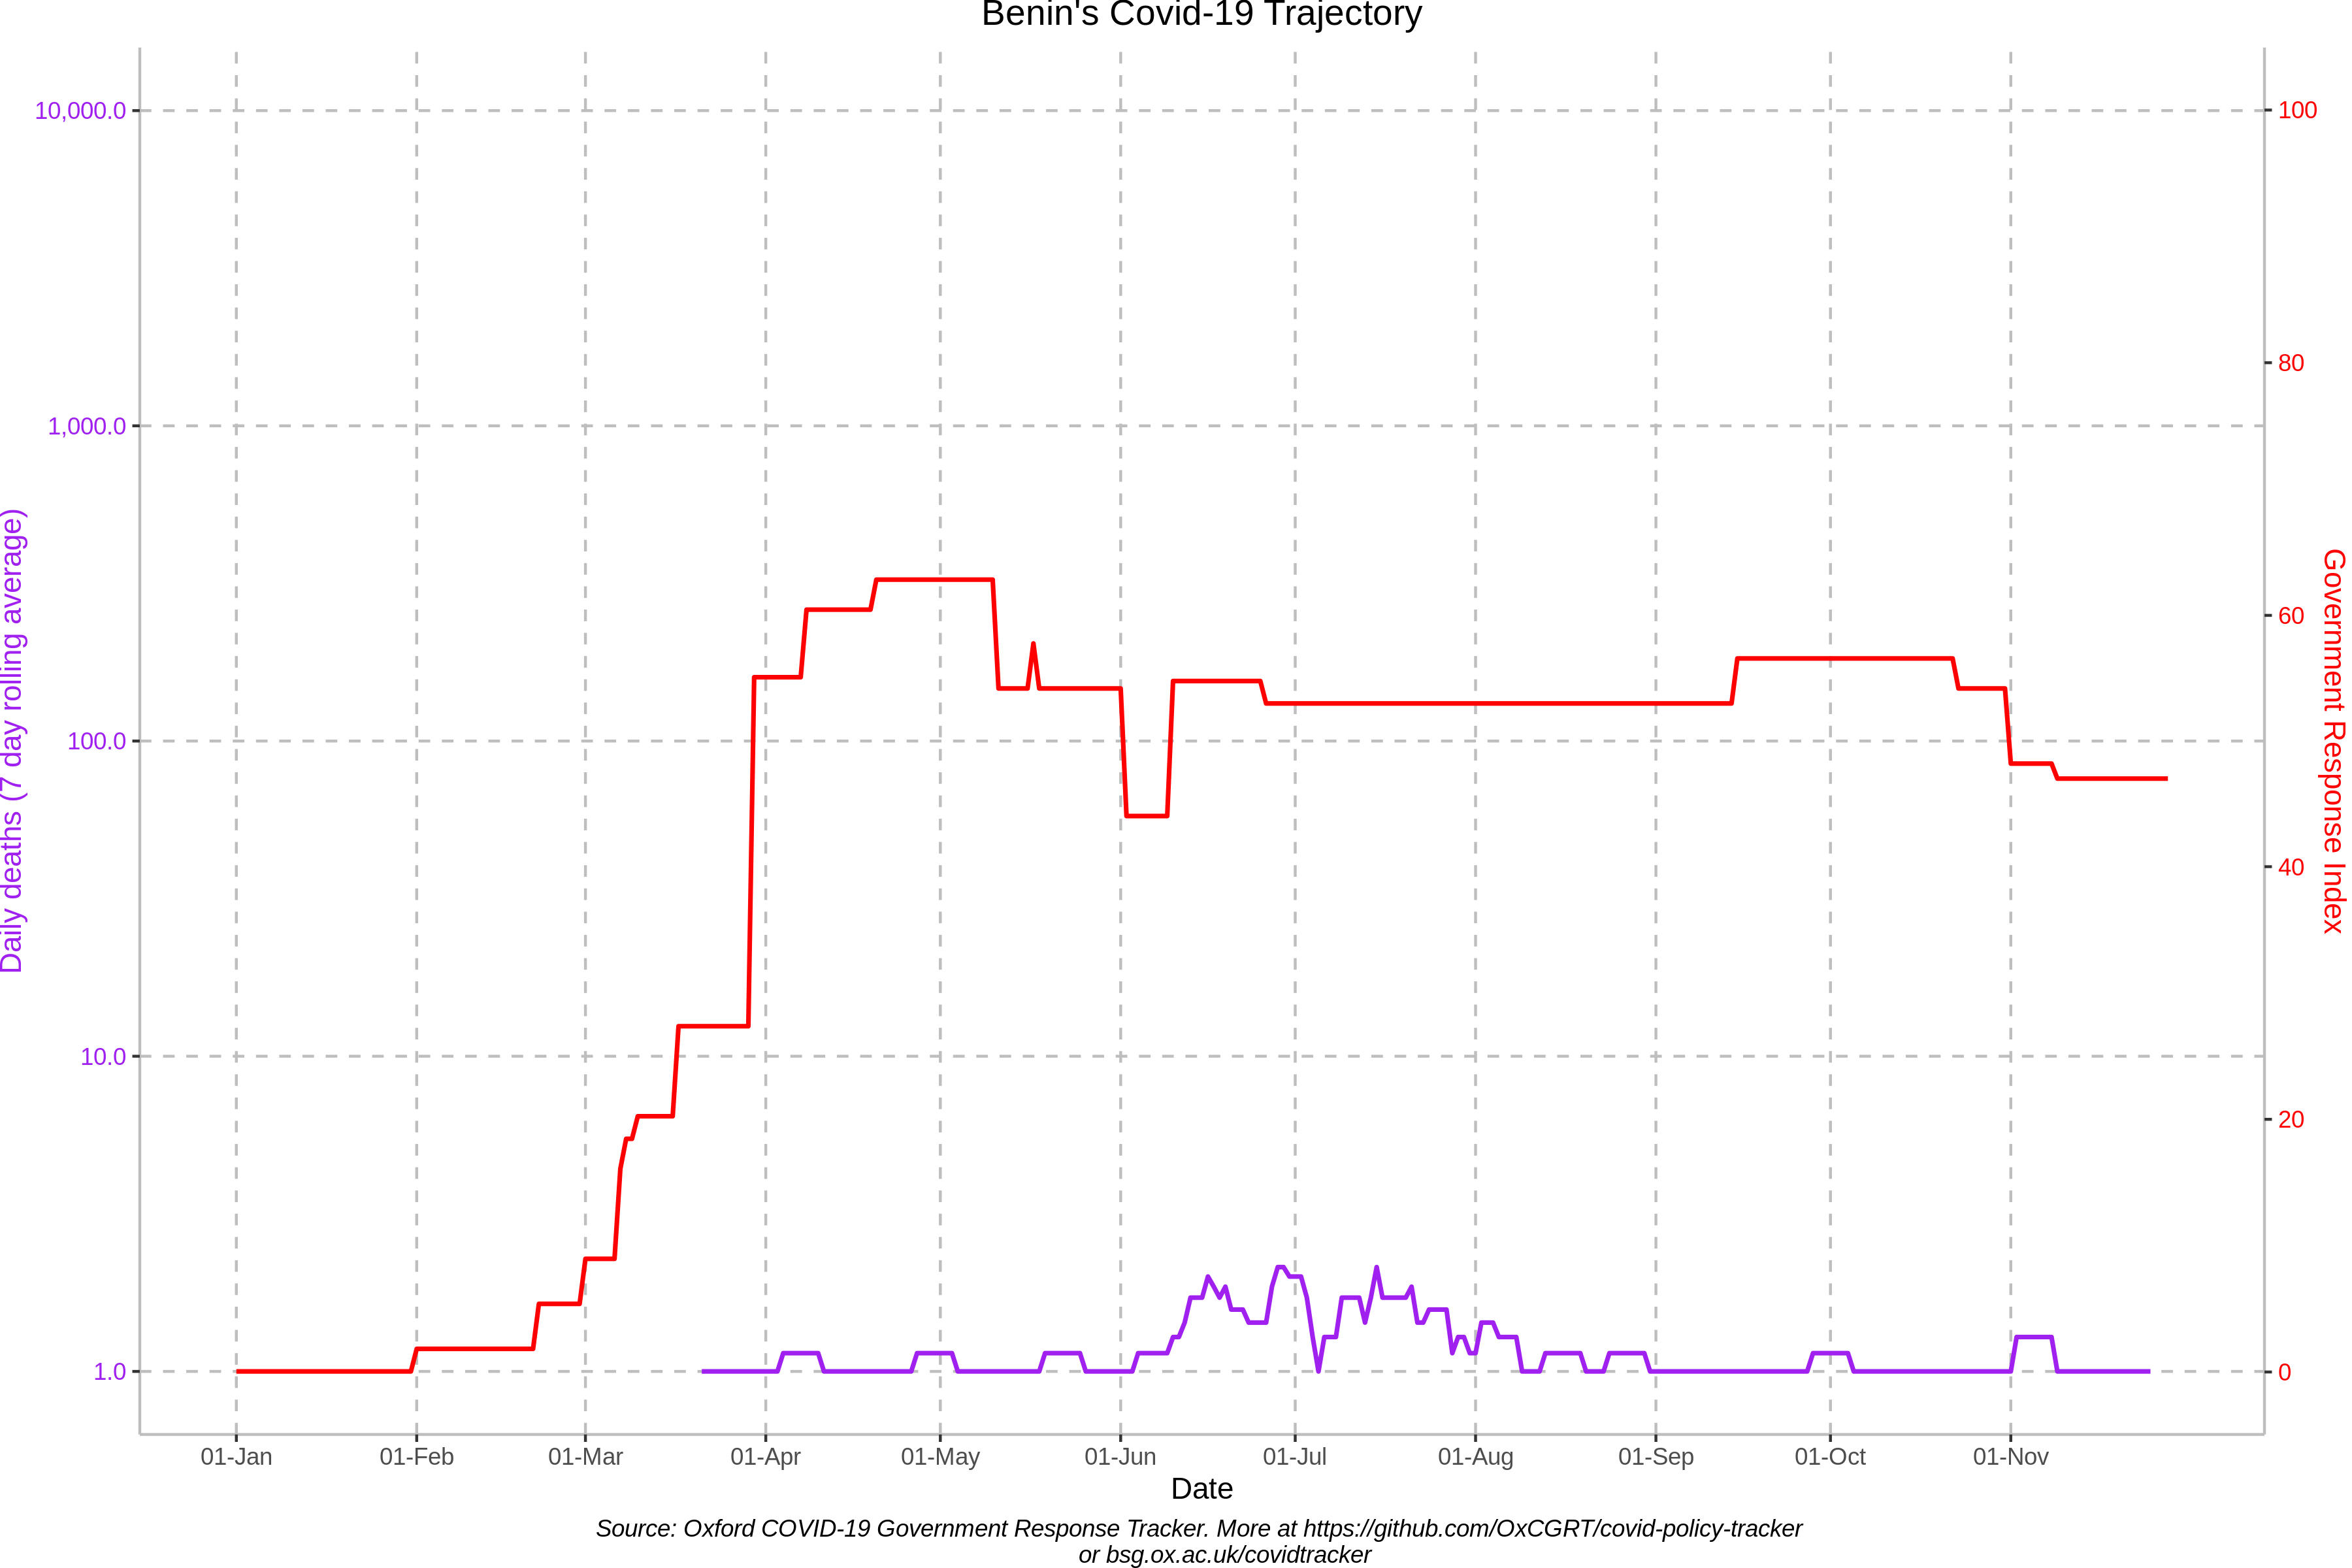 Benin's Covid-19 Trajectory
10,000.0
1,000.0
100.0
10.0
1.0
Daily deaths (7 day rolling average)
100
80
60
40
20
0
Government Response Index
01-Jan 01-Feb 01-Mar 01-Apr 01-May 01-Jun 01-Jul 01-Aug 01-Sep 01-Oct 01-Nov
Date
Source: Oxford COVID-19 Government Response Tracker. More at https://github.com/OxCGRT/covid-policy-tracker
or bsg.ox.ac.uk/covidtracker